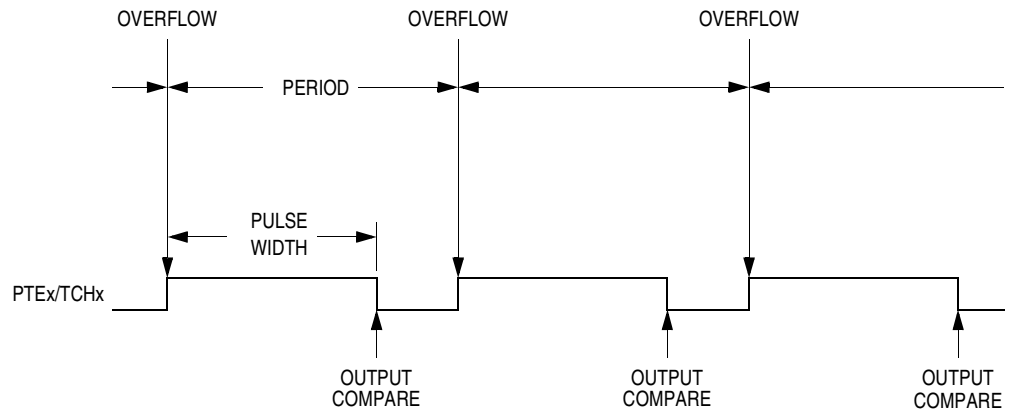 OVERFLOW
OVERFLOW
OVERFLOW
PERIOD
PULSE
WIDTH
PTEx/TCHx
OUTPUT
COMPARE
OUTPUT
COMPARE
OUTPUT
COMPARE